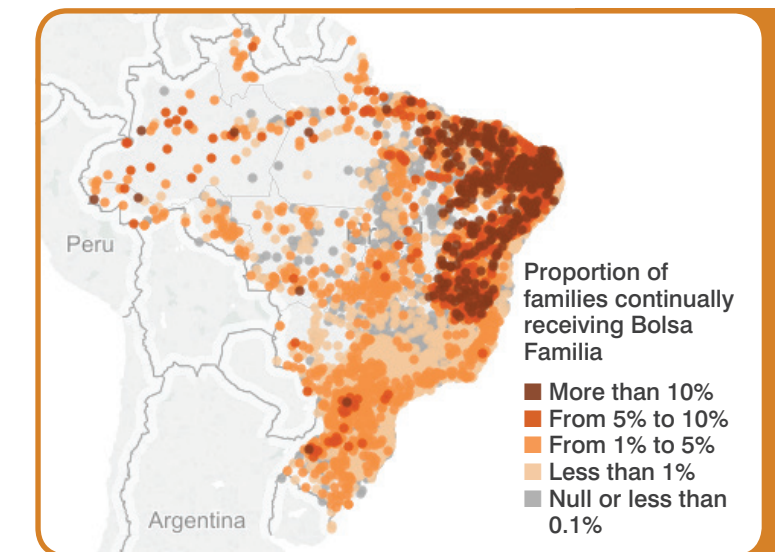 Brazil
Peru
Proportion of
families continually
receiving Bolsa
Familia
More than 10%
From 5% to 10%
From 1% to 5%
Less than 1%
Null or less than
0.1%
Argentina